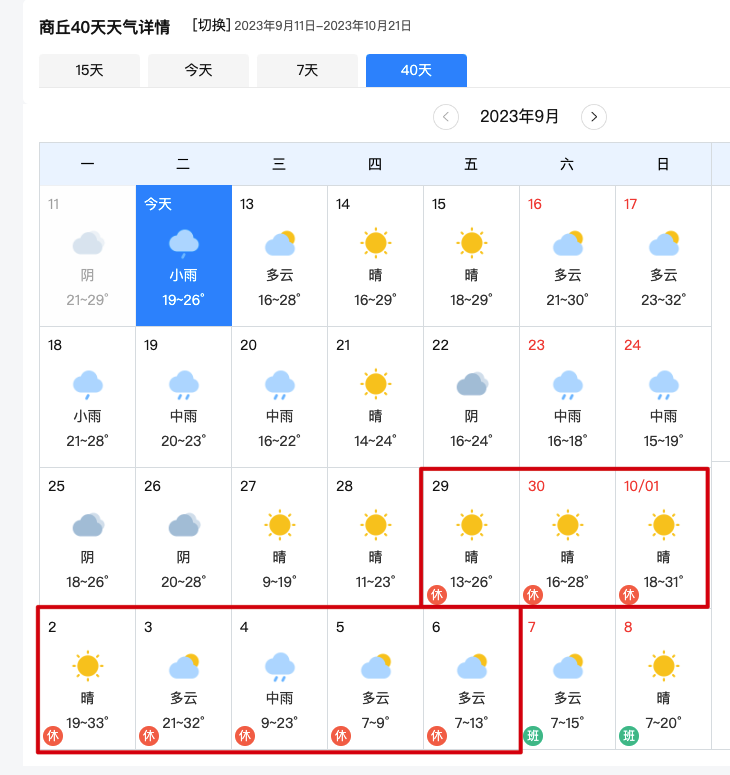 商丘40天天气详情 [切换] 2023年9月11日-2023年10月21日
15天 今天 7天 40天
2023年9月
一 二 三 四 五 六 日
11 今天 13 14 15 16 17
阴 小雨 多云 晴 晴 多云 多云
21~29° 19~26° 16~28° 16~29° 18~29° 21~30° 23~32°
18 19 20 21 22 23 24
小雨 中雨 中雨 晴 阴 中雨 中雨
21~28° 20~23° 16~22° 14~24° 16~24° 16~18° 15~19°
25 26 27 28 29 30 10/01
阴 阴 晴 晴 晴 晴 晴
18~26° 20~28° 9~19° 11~23° 13~26° 16~28° 18~31°
休 休 休
2 3 4 5 6 7 8
晴 多云 中雨 多云 多云 多云 晴
19~33° 21~32° 9~23° 7~9° 7~13° 7~15° 7~20°
休 休 休 休 休 班 班